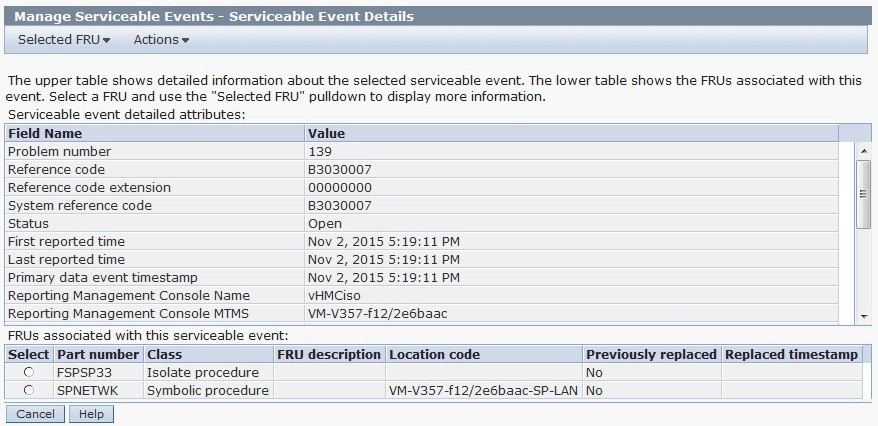 Manage Serviceable Events - Serviceable Event Details
Selected FRU Actions
The upper table shows detailed information about the selected serviceable event. The lower table shows the FRUs associated with this
event. Select a FRU and use the "Selected FRU" pulldown to display more information.
Serviceable event detailed attributes:
Field Name Value
Problem number 139
Reference code B3030007
Reference code extension 00000000
System reference code B3030007
Status Open
First reported time Nov 2, 2015 5:19:11 PM
Last reported time Nov 2, 2015 5:19:11 PM
Primary data event timestamp Nov 2, 2015 5:19:11 PM
Reporting Management Console Name vHMCiso
Reporting Management Console MTMS VM-V357-f12/2e6baac
FRUs associated with this serviceable event:
Select Part number Class FRU description Location code Previously replaced Replaced timestamp
FSPSP33 Isolate procedure No
SPNETWK Symbolic procedure VM-V357-f12/2e6baac-SP-LAN No
Cancel Help